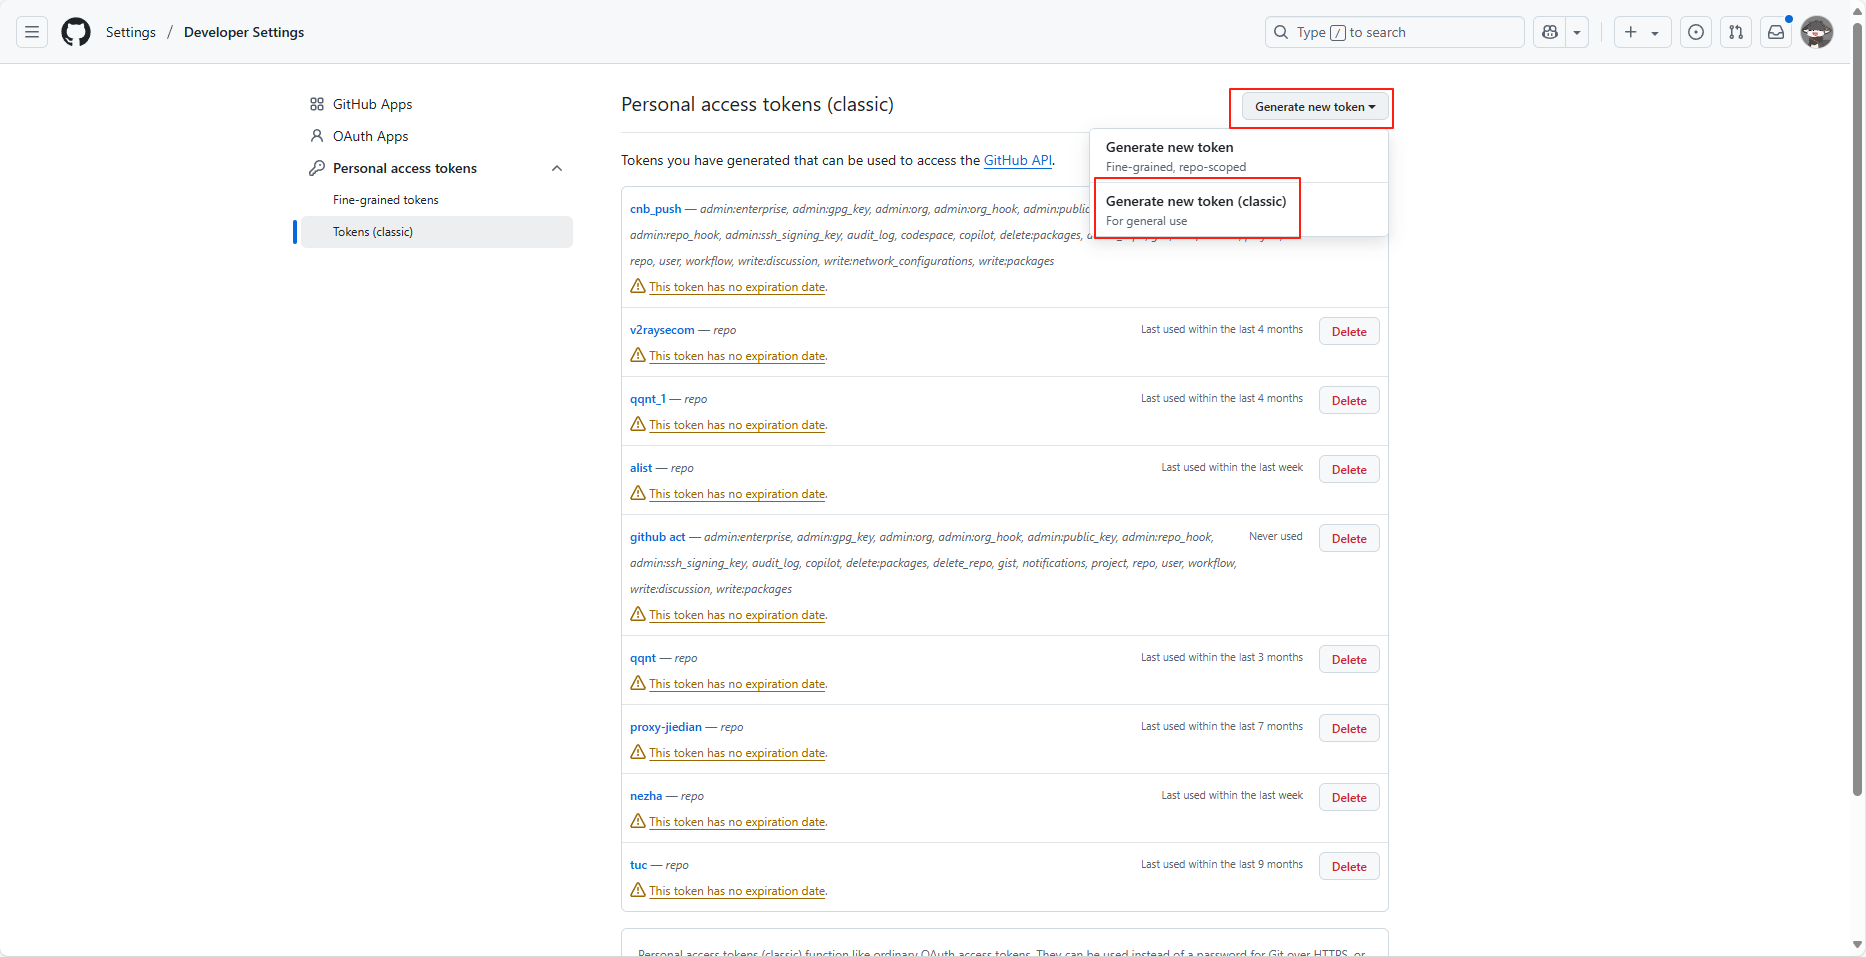 Settings / Developer Settings
Type / to search
GitHub Apps
OAuth Apps
Personal access tokens
Fine-grained tokens
Tokens (classic)
Personal access tokens (classic)
Generate new token
Generate new token
Fine-grained, repo-scoped
Generate new token (classic)
For general use
Tokens you have generated that can be used to access the GitHub API.
cnb_push — admin:enterprise, admin:gpg_key, admin:org, admin:org_hook,
admin:repo_hook, admin:ssh_signing_key, audit_log, codespace, copilot, delete:packages,
repo, user, workflow, write:discussion, write:network_configurations, write:packages
This token has no expiration date.
v2raysecom — repo
Last used within the last 4 months
Delete
This token has no expiration date.
qqnt_1 — repo
Last used within the last 4 months
Delete
This token has no expiration date.
alist — repo
Last used within the last week
Delete
This token has no expiration date.
github act — admin:enterprise, admin:gpg_key, admin:org, admin:org_hook, admin:public_key, admin:repo_hook,
admin:ssh_signing_key, audit_log, copilot, delete:packages, delete_repo, gist, notifications, project, repo, user, workflow,
write:discussion, write:packages
Never used
Delete
This token has no expiration date.
qqnt — repo
Last used within the last 3 months
Delete
This token has no expiration date.
proxy-jiedian — repo
Last used within the last 7 months
Delete
This token has no expiration date.
nezha — repo
Last used within the last week
Delete
This token has no expiration date.
tuc — repo
Last used within the last 9 months
Delete
This token has no expiration date.
Personal access tokens (classic) function like ordinary OAuth access tokens. They can be used instead of a password for Git over HTTPS, or